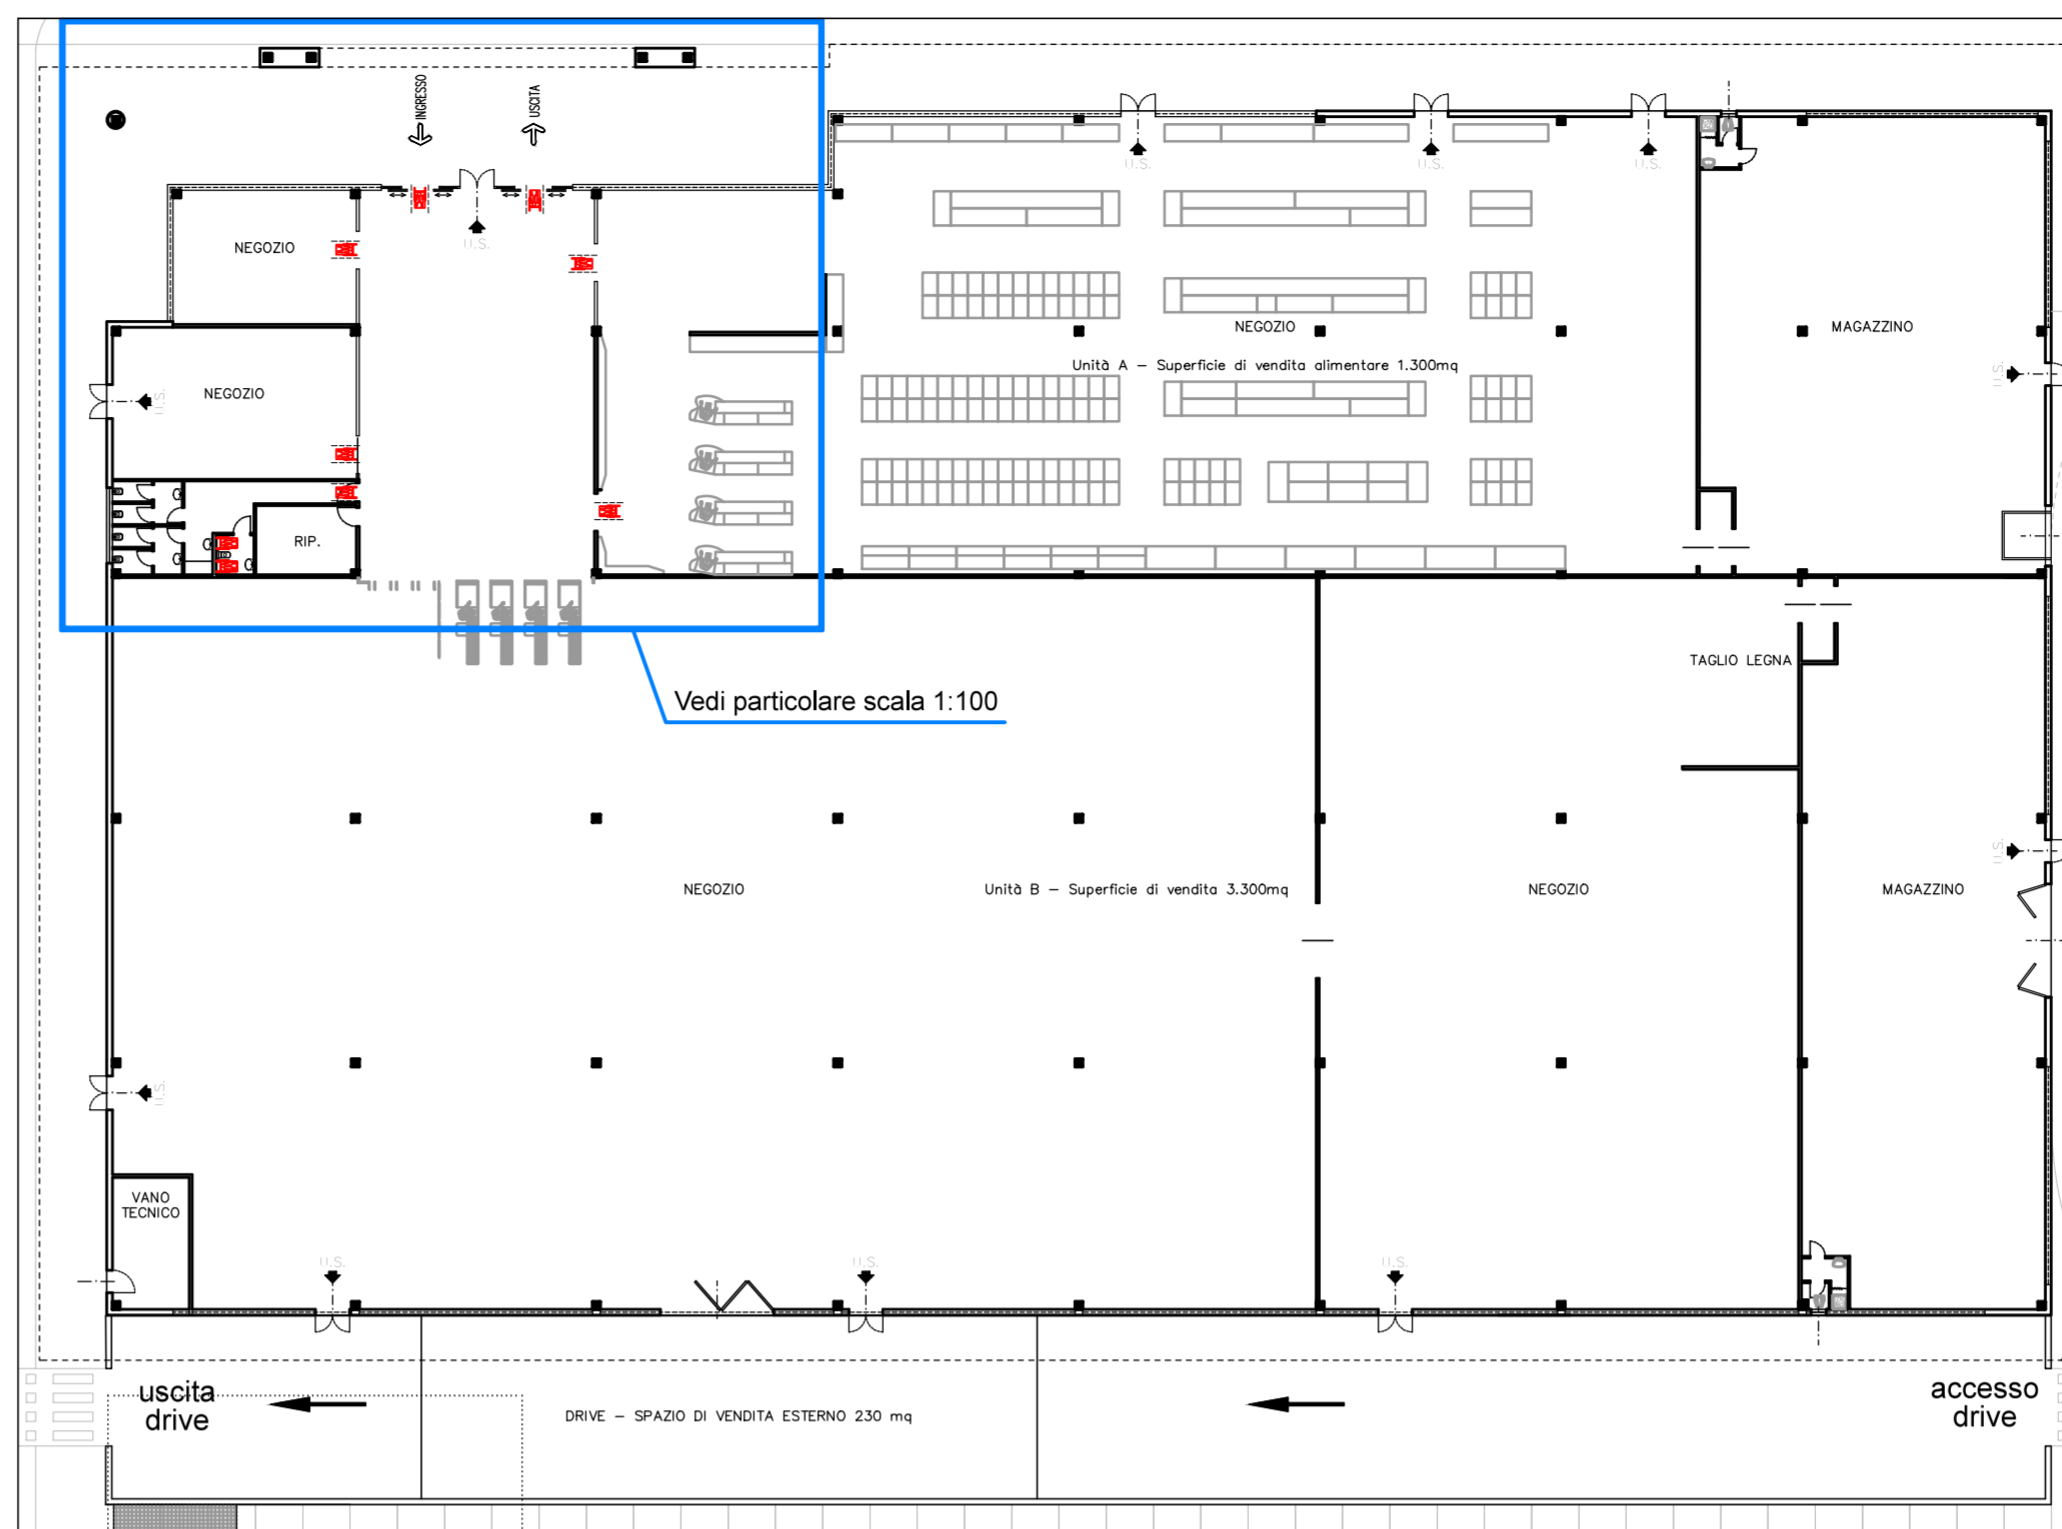 INGRESSO
USCITA
U.S.
U.S.
U.S.
U.S.
NEGOZIO
NEGOZIO
MAGAZZINO
Unità A – Superficie di vendita alimentare 1.300mq
U.S.
NEGOZIO
U.S.
RIP.
TAGLIO LEGNA
Vedi particolare scala 1:100
U.S.
NEGOZIO
Unità B – Superficie di vendita 3.300mq
NEGOZIO
MAGAZZINO
U.S.
VANO
TECNICO
U.S.
U.S.
U.S.
uscita
drive
DRIVE – SPAZIO DI VENDITA ESTERNO 230 mq
accesso
drive